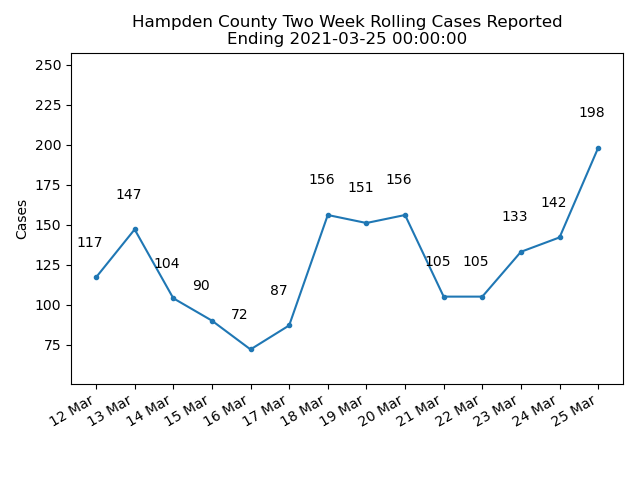 Hampden County Two Week Rolling Cases Reported
Ending 2021-03-25 00:00:00
Cases
250
225
200
175
150
125
100
75
117
147
104
90
72
87
156
151
156
105
105
133
142
198
12 Mar
13 Mar
14 Mar
15 Mar
16 Mar
17 Mar
18 Mar
19 Mar
20 Mar
21 Mar
22 Mar
23 Mar
24 Mar
25 Mar